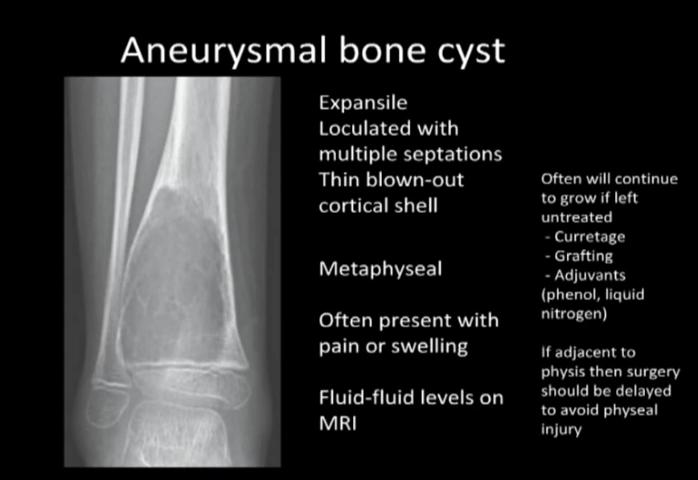 Aneurysmal bone cyst
Expansile
Loculated with
multiple septations
Thin blown-out
cortical shell
Metaphyseal
Often present with
pain or swelling
Fluid-fluid levels on
MRI
Often will continue
to grow if left
untreated
- Curretage
- Grafting
- Adjuvants
(phenol, liquid
nitrogen)
If adjacent to
physis then surgery
should be delayed
to avoid physeal
injury